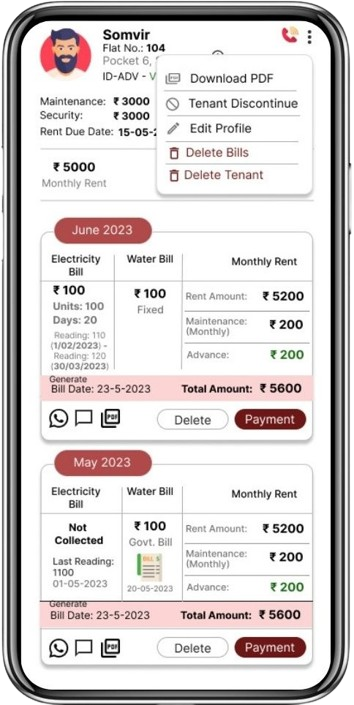 Somvir
Flat No.: 104
Pocket 6,
ID-ADV - V
Maintenance: ₹ 3000
Security: ₹ 3000
Rent Due Date: 15-05-2
₹ 5000
Monthly Rent
Download PDF
Tenant Discontinue
Edit Profile
Delete Bills
Delete Tenant
June 2023
Electricity Bill
Water Bill
Monthly Rent
₹ 100
Units: 100
Days: 20
Reading: 110
(1/02/2023) -
Reading: 120
(30/03/2023)
₹ 100
Fixed
Rent Amount: ₹ 5200
Maintenance: ₹ 200
(Monthly)
Advance: ₹ 200
Generate
Bill Date: 23-5-2023 Total Amount: ₹ 5600
PDF Delete Payment
May 2023
Electricity Bill
Water Bill
Monthly Rent
Not
Collected
Last Reading:
1100
01-05-2023
₹ 100
Govt. Bill
BILL $
20-05-2023
Rent Amount: ₹ 5200
Maintenance: ₹ 200
(Monthly)
Advance: ₹ 200
Generate
Bill Date: 23-5-2023 Total Amount: ₹ 5600
PDF Delete Payment